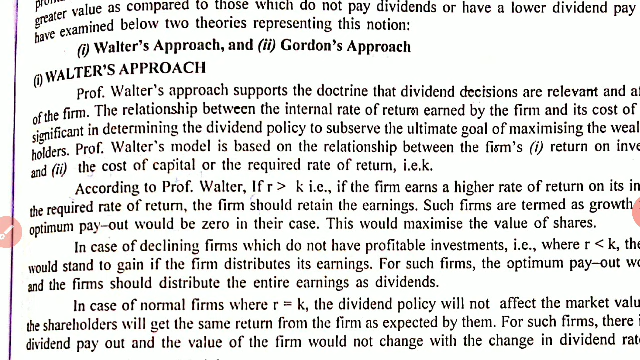 greater value as compared to those which do not pay dividends or have a lower dividend pay
have examined below two theories representing this notion:
(i) Walter's Approach, and (ii) Gordon's Approach
(i) WALTER'S APPROACH
Prof. Walter's approach supports the doctrine that dividend decisions are relevant and
of the firm. The relationship between the internal rate of return earned by the firm and its cost of
significant in determining the dividend policy to subserve the ultimate goal of maximising the
holders. Prof. Walter's model is based on the relationship between the firm's (i) return on
and (ii) the cost of capital or the required rate of return, i.e.k.
According to Prof. Walter, If r > k i.e., if the firm earns a higher rate of return on its
the required rate of return, the firm should retain the earnings. Such firms are termed as growth
optimum pay-out would be zero in their case. This would maximise the value of shares.
In case of declining firms which do not have profitable investments, i.e., where r < k,
would stand to gain if the firm distributes its earnings. For such firms, the optimum pay-out
and the firms should distribute the entire earnings as dividends.
In case of normal firms where r = k, the dividend policy will not affect the market
the shareholders will get the same return from the firm as expected by them. For such firms, there
dividend pay out and the value of the firm would not change with the change in dividend